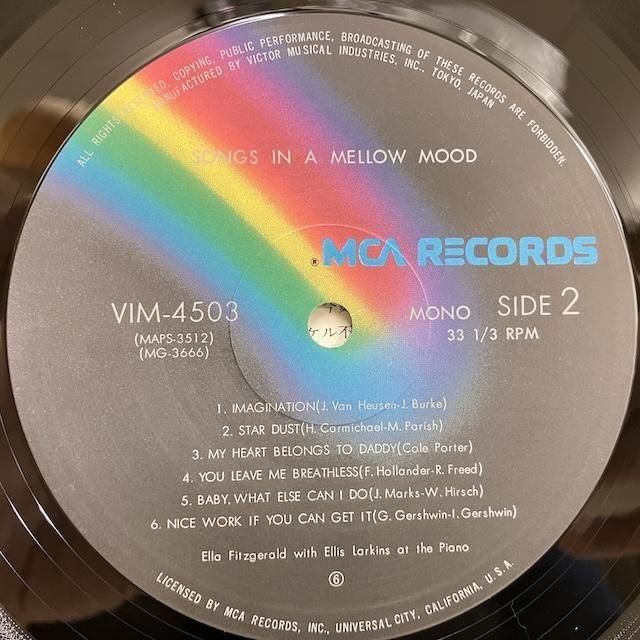 ALL RIGHTS RESERVED. COPYING, PUBLIC PERFORMANCE, BROADCASTING OF THESE RECORDS ARE FORBIDDEN.
MANUFACTURED BY VICTOR MUSICAL INDUSTRIES, INC., TOKYO, JAPAN
SONGS IN A MELLOW MOOD
® MCA RECORDS
VIM-4503
(MAPS-3512)
(MG-3666)
MONO SIDE 2
33 1/3 RPM
ケル不
1. IMAGINATION(J. Van Heusen-J. Burke)
2. STAR DUST(H. Carmichael-M. Parish)
3. MY HEART BELONGS TO DADDY(Cole Porter)
4. YOU LEAVE ME BREATHLESS(F. Hollander-R. Freed)
5. BABY, WHAT ELSE CAN I DO(J. Marks-W. Hirsch)
6. NICE WORK IF YOU CAN GET IT(G. Gershwin-I. Gershwin)
Ella Fitzgerald with Ellis Larkins at the Piano
⑥
LICENSED BY MCA RECORDS, INC., UNIVERSAL CITY, CALIFORNIA, U.S.A.